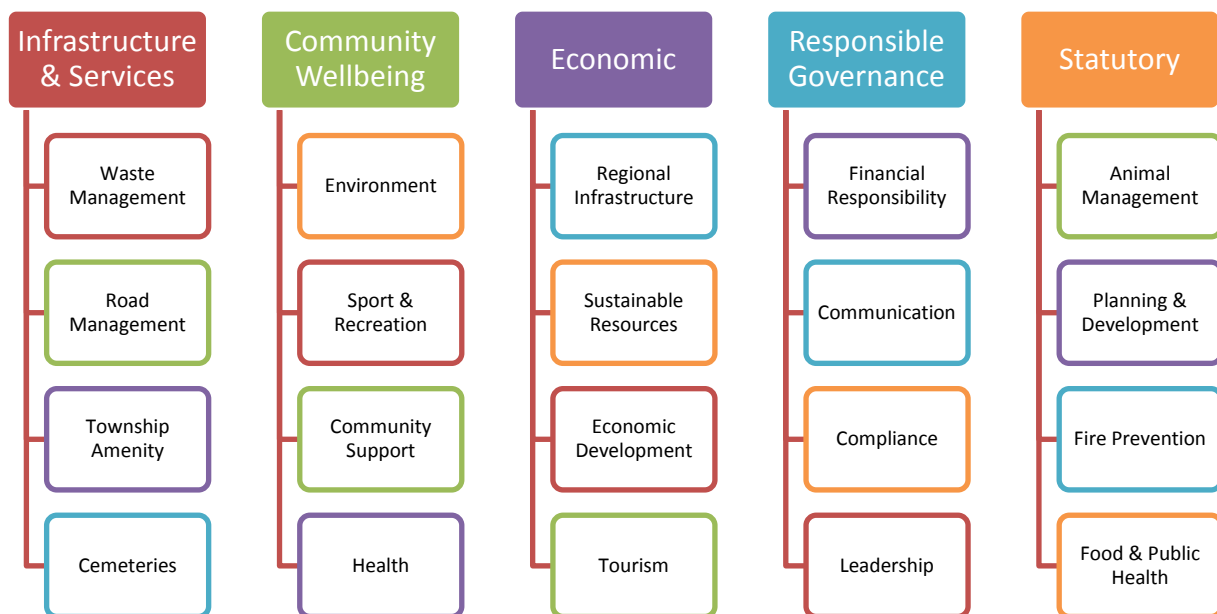 Infrastructure
& Services
Waste
Management
Road
Management
Township
Amenity
Cemeteries
Community
Wellbeing
Environment
Sport &
Recreation
Community
Support
Health
Economic
Regional
Infrastructure
Sustainable
Resources
Economic
Development
Tourism
Responsible
Governance
Financial
Responsibility
Communication
Compliance
Leadership
Statutory
Animal
Management
Planning &
Development
Fire Prevention
Food & Public
Health